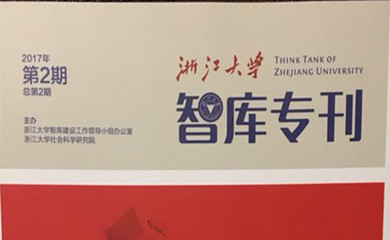 2017年
第2期
总第2期
主办
浙江大学智库建设工作领导小组办公室
浙江大学社会科学研究院
浙江大学
THINK TANK OF
ZHEJIANG UNIVERSITY
智库专刊